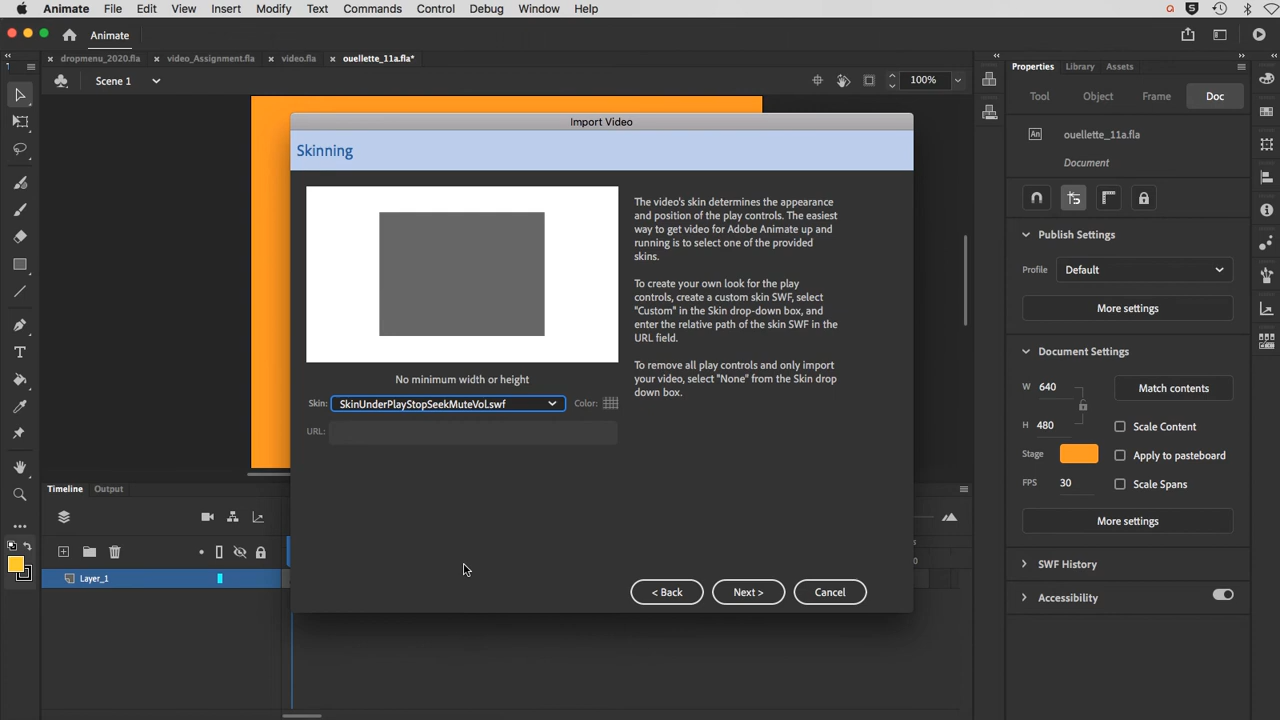 Animate File Edit View Insert Modify Text Commands Control Debug Window Help
Animate
dropmenu_2020.fla video_Assignment.fla video.fla ouellette_11a.fla*
Scene 1 100%
Import Video
Skinning
The video's skin determines the appearance
and position of the play controls. The easiest
way to get video for Adobe Animate up and
running is to select one of the provided
skins.
To create your own look for the play
controls, create a custom skin SWF, select
"Custom" in the Skin drop-down box, and
enter the relative path of the skin SWF in the
URL field.
To remove all play controls and only import
your video, select "None" from the Skin drop
down box.
No minimum width or height
Skin: SkinUnderPlayStopSeekMuteVol.swf Color:
URL:
< Back Next > Cancel
Properties Library Assets
Tool Object Frame Doc
An ouellette_11a.fla
Document
Publish Settings
Profile Default
More settings
Document Settings
W 640 Match contents
H 480 Scale Content
Stage Apply to pasteboard
FPS 30 Scale Spans
More settings
SWF History
Accessibility
Timeline Output
Layer_1